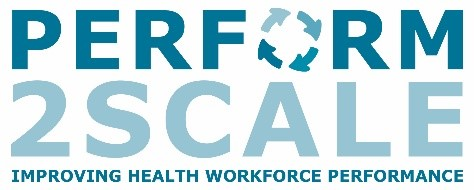 PERFORM
2SCALE
IMPROVING HEALTH WORKFORCE PERFORMANCE